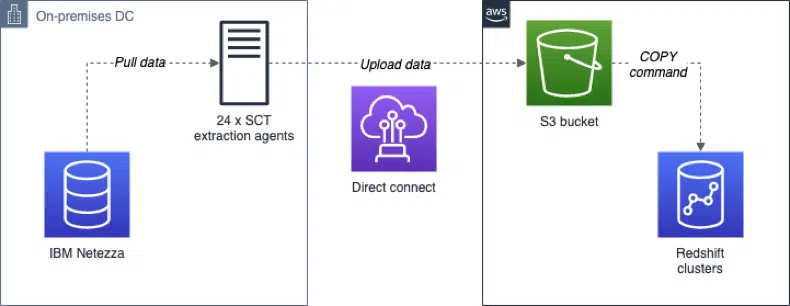 On-premises DC
aws
Pull data
Upload data
COPY
command
24 x SCT
extraction agents
S3 bucket
Direct connect
IBM Netezza
Redshift
clusters